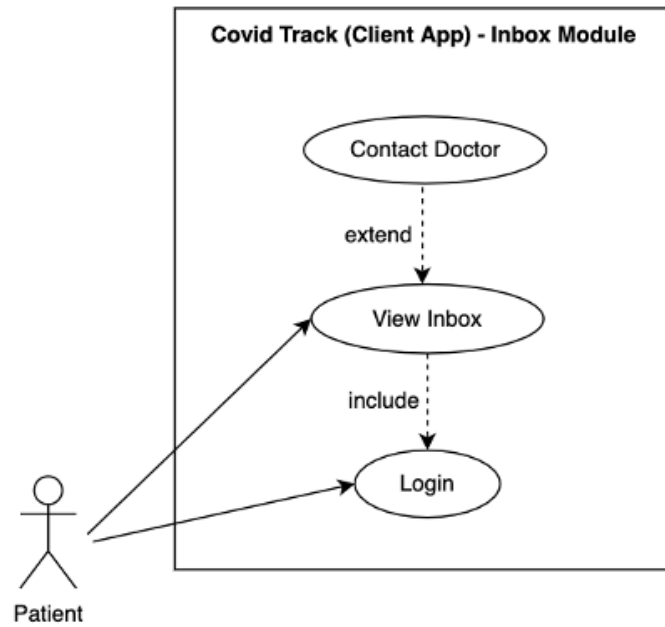 Covid Track (Client App) - Inbox Module
Contact Doctor
extend
View Inbox
include
Login
Patient